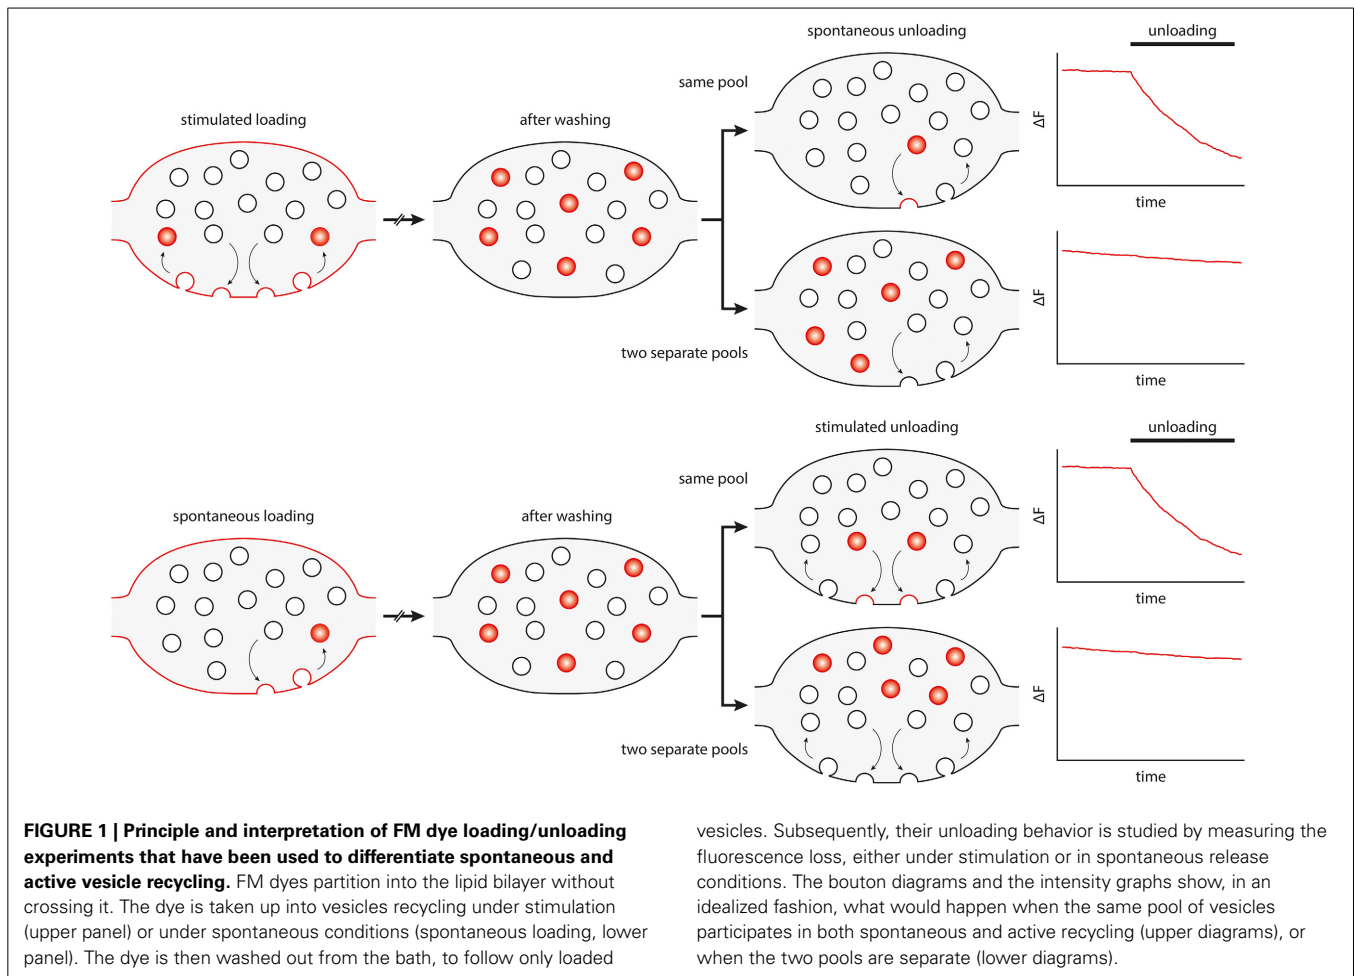 spontaneous unloading
unloading
same pool
ΔF
time
stimulated loading
after washing
two separate pools
ΔF
time
stimulated unloading
unloading
same pool
ΔF
time
spontaneous loading
after washing
two separate pools
ΔF
time
FIGURE 1 | Principle and interpretation of FM dye loading/unloading
experiments that have been used to differentiate spontaneous and
active vesicle recycling. FM dyes partition into the lipid bilayer without
crossing it. The dye is taken up into vesicles recycling under stimulation
(upper panel) or under spontaneous conditions (spontaneous loading, lower
panel). The dye is then washed out from the bath, to follow only loaded
vesicles. Subsequently, their unloading behavior is studied by measuring the
fluorescence loss, either under stimulation or in spontaneous release
conditions. The bouton diagrams and the intensity graphs show, in an
idealized fashion, what would happen when the same pool of vesicles
participates in both spontaneous and active recycling (upper diagrams), or
when the two pools are separate (lower diagrams).